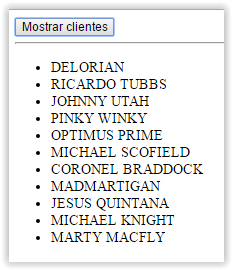 Mostrar clientes
DELORIAN
RICARDO TUBBS
JOHNNY UTAH
PINKY WINKY
OPTIMUS PRIME
MICHAEL SCOFIELD
CORONEL BRADDOCK
MADMARTIGAN
JESUS QUINTANA
MICHAEL KNIGHT
MARTY MACFLY